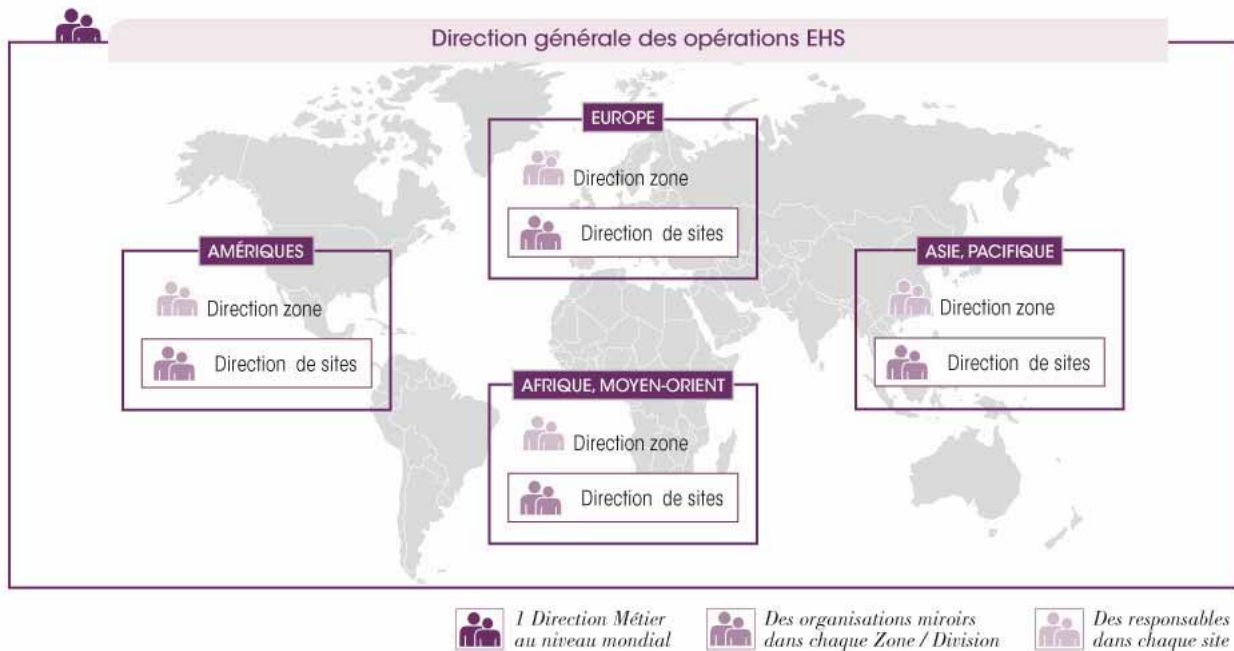 Direction générale des opérations EHS
EUROPE
Direction zone
Direction de sites
AMÉRIQUES
Direction zone
Direction de sites
ASIE, PACIFIQUE
Direction zone
Direction de sites
AFRIQUE, MOYEN-ORIENT
Direction zone
Direction de sites
1 Direction Métier
au niveau mondial
Des organisations miroirs
dans chaque Zone / Division
Des responsables
dans chaque site